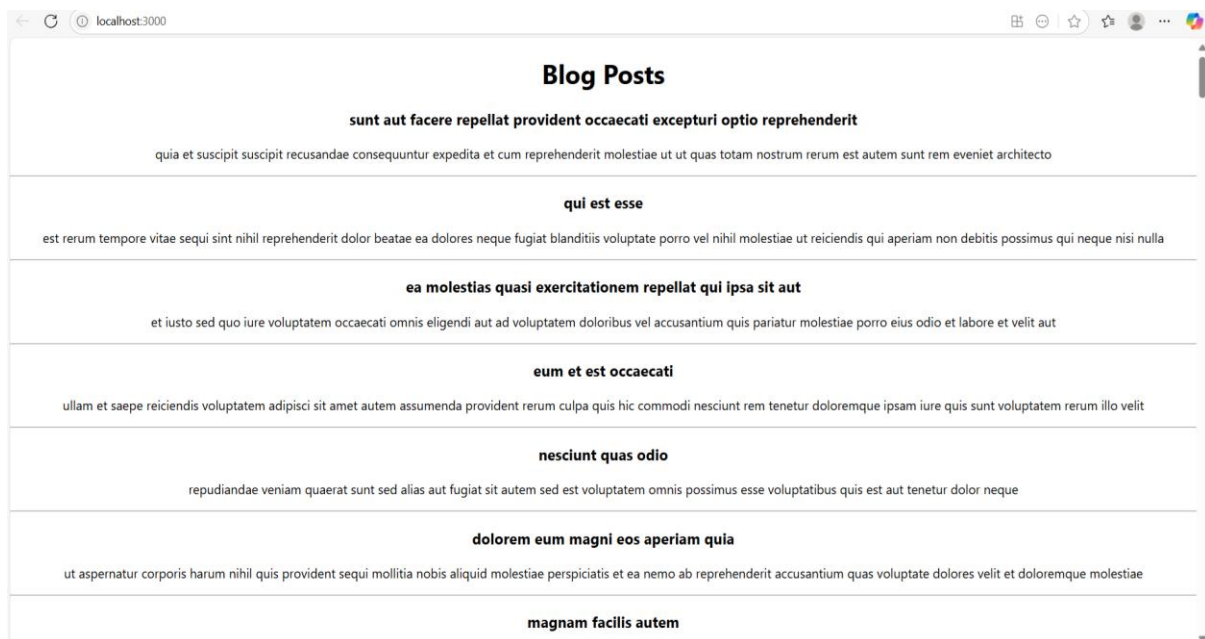 localhost:3000
Blog Posts
sunt aut facere repellat provident occaecati excepturi optio reprehenderit
quia et suscipit suscipit recusandae consequuntur expedita et cum reprehenderit molestiae ut ut quas totam nostrum rerum est autem sunt rem eveniet architecto
qui est esse
est rerum tempore vitae sequi sint nihil reprehenderit dolor beatae ea dolores neque fugiat blanditiis voluptate porro vel nihil molestiae ut reiciendis qui aperiam non debitis possimus qui neque nisi nulla
ea molestias quasi exercitationem repellat qui ipsa sit aut
et iusto sed quo iure voluptatem occaecati omnis eligendi aut ad voluptatem doloribus vel accusantium quis pariatur molestiae porro eius odio et labore et velit aut
eum et est occaecati
ullam et saepe reiciendis voluptatem adipisci sit amet autem assumenda provident rerum culpa quis hic commodi nesciunt rem tenetur doloremque ipsam iure quis sunt voluptatem rerum illo velit
nesciunt quas odio
repudiandae veniam quaerat sunt sed alias aut fugiat sit autem sed est voluptatem omnis possimus esse voluptatibus quis est aut tenetur dolor neque
dolorem eum magni eos aperiam quia
ut aspernatur corporis harum nihil quis provident sequi mollitia nobis aliquid molestiae perspiciatis et ea nemo ab reprehenderit accusantium quas voluptate dolores velit et doloremque molestiae
magnam facilis autem